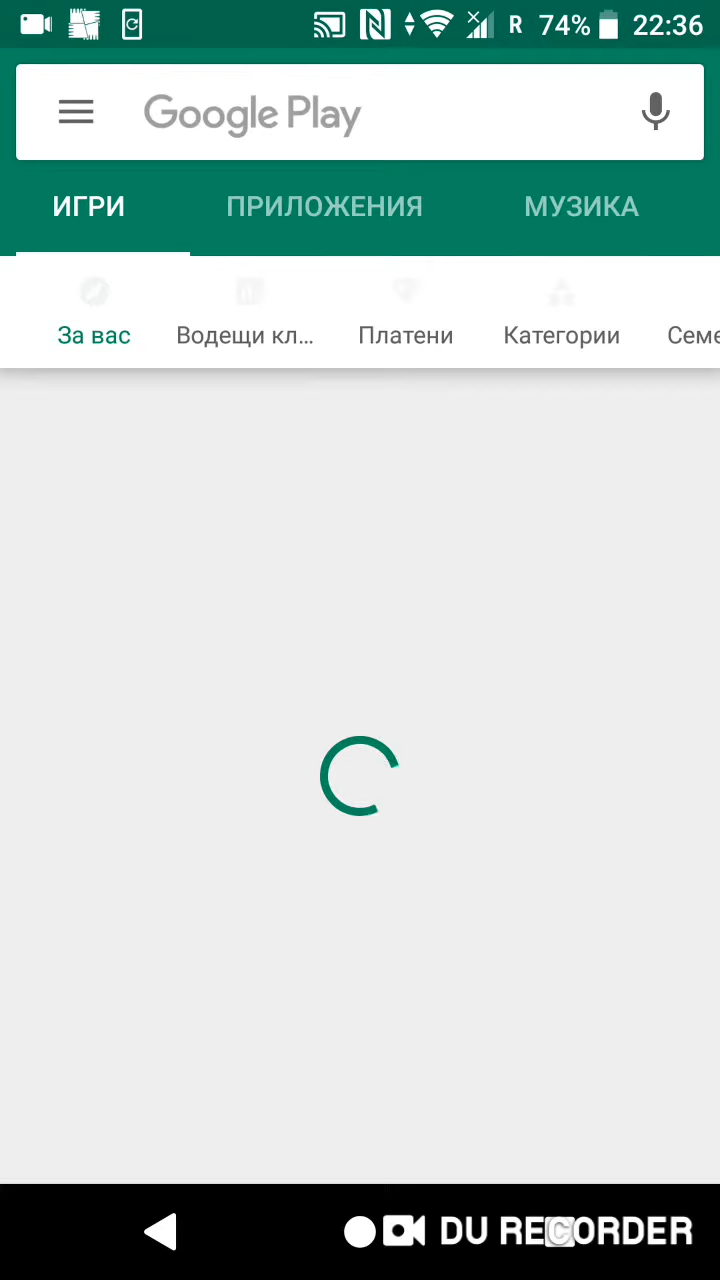 R 74% 22:36
Google Play
ИГРИ ПРИЛОЖЕНИЯ МУЗИКА
За вас Водещи кл... Платени Категории Семе
DU RECORDER